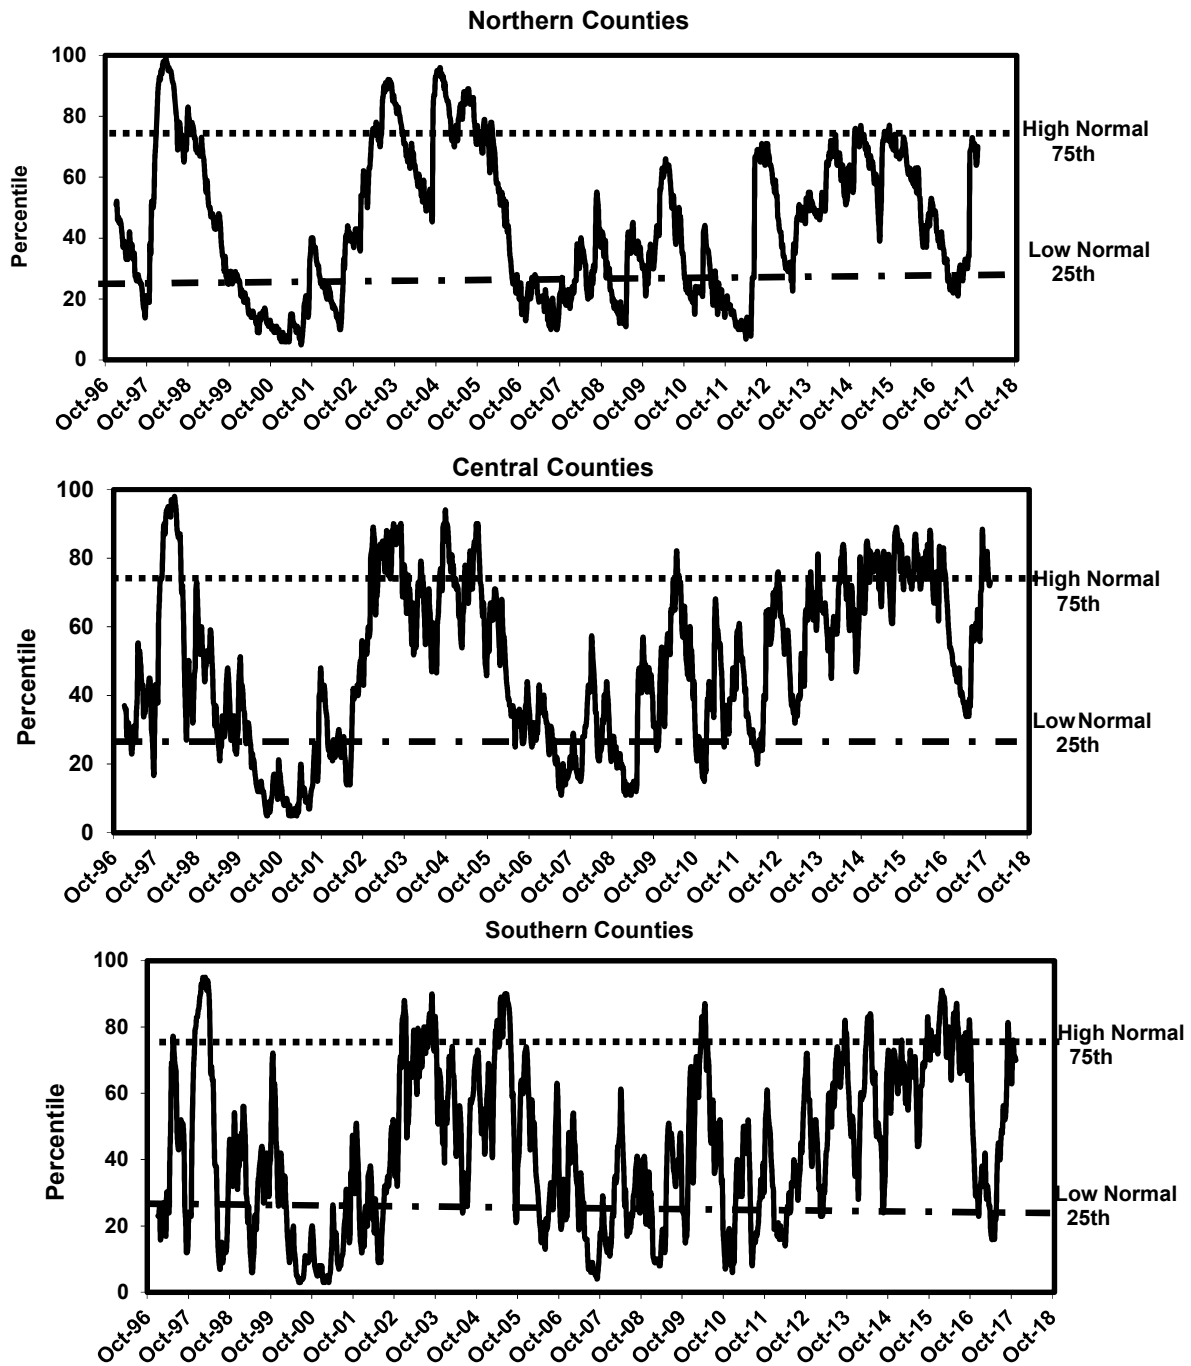 Northern Counties
100
80
60
40
20
0
Percentile
High Normal
75th
Low Normal
25th
Oct-96
Oct-97
Oct-98
Oct-99
Oct-00
Oct-01
Oct-02
Oct-03
Oct-04
Oct-05
Oct-06
Oct-07
Oct-08
Oct-09
Oct-10
Oct-11
Oct-12
Oct-13
Oct-14
Oct-15
Oct-16
Oct-17
Oct-18
Central Counties
100
80
60
40
20
0
Percentile
High Normal
75th
Low Normal
25th
Oct-96
Oct-97
Oct-98
Oct-99
Oct-00
Oct-01
Oct-02
Oct-03
Oct-04
Oct-05
Oct-06
Oct-07
Oct-08
Oct-09
Oct-10
Oct-11
Oct-12
Oct-13
Oct-14
Oct-15
Oct-16
Oct-17
Oct-18
Southern Counties
100
80
60
40
20
0
Percentile
High Normal
75th
Low Normal
25th
Oct-96
Oct-97
Oct-98
Oct-99
Oct-00
Oct-01
Oct-02
Oct-03
Oct-04
Oct-05
Oct-06
Oct-07
Oct-08
Oct-09
Oct-10
Oct-11
Oct-12
Oct-13
Oct-14
Oct-15
Oct-16
Oct-17
Oct-18